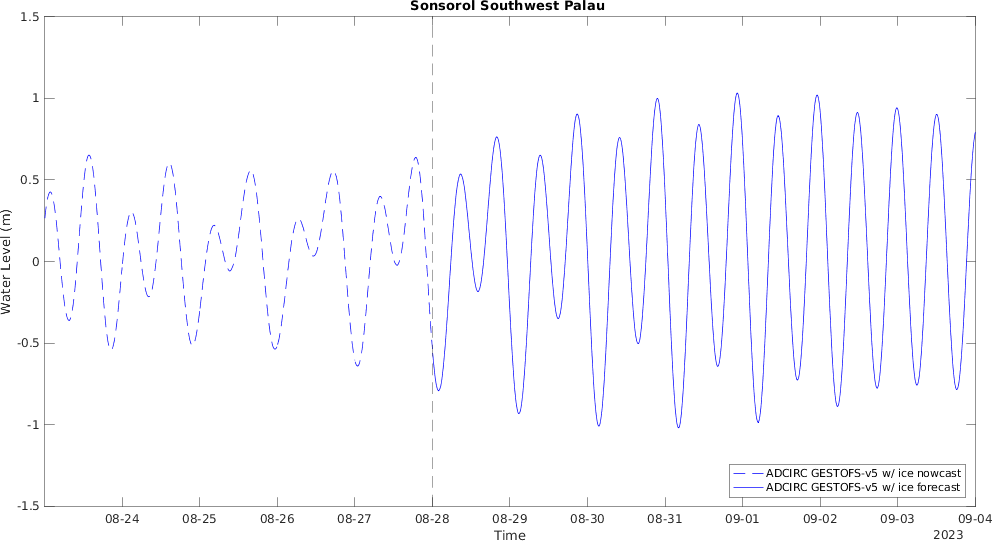 Sonsorol Southwest Palau
1.5
1
0.5
0
-0.5
-1
-1.5
Water Level (m)
ADCIRC GESTOFS-v5 w/ ice nowcast
ADCIRC GESTOFS-v5 w/ ice forecast
08-24 08-25 08-26 08-27 08-28 08-29 08-30 08-31 09-01 09-02 09-03 09-04
Time
2023